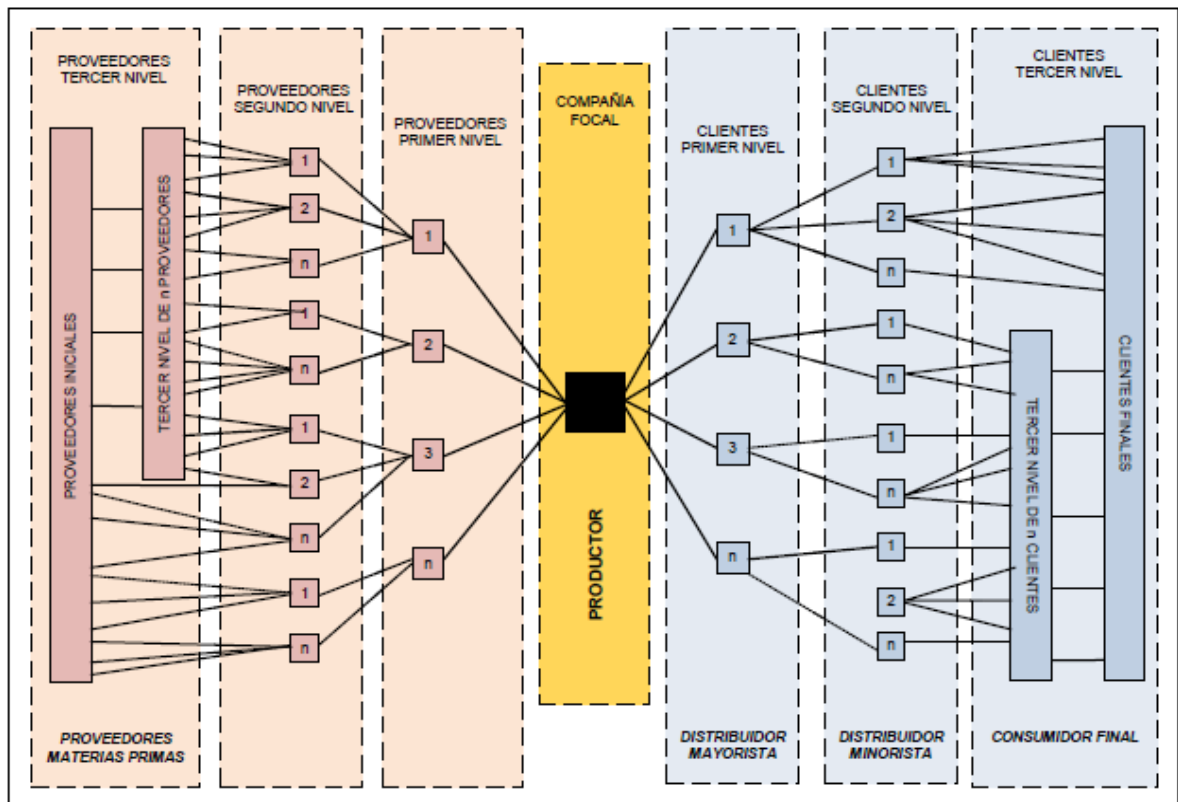 PROVEEDORES
TERCER NIVEL
PROVEEDORES INICIALES
TERCER NIVEL DE n PROVEEDORES
PROVEEDORES
MATERIAS PRIMAS
PROVEEDORES
SEGUNDO NIVEL
1
2
n
1
n
1
2
n
1
n
PROVEEDORES
PRIMER NIVEL
1
2
3
n
COMPAÑÍA
FOCAL
PRODUCTOR
CLIENTES
PRIMER NIVEL
1
2
3
n
DISTRIBUIDOR
MAYORISTA
CLIENTES
SEGUNDO NIVEL
1
2
n
1
n
1
n
1
2
n
DISTRIBUIDOR
MINORISTA
CLIENTES
TERCER NIVEL
TERCER NIVEL DE n CLIENTES
CLIENTES FINALES
CONSUMIDOR FINAL